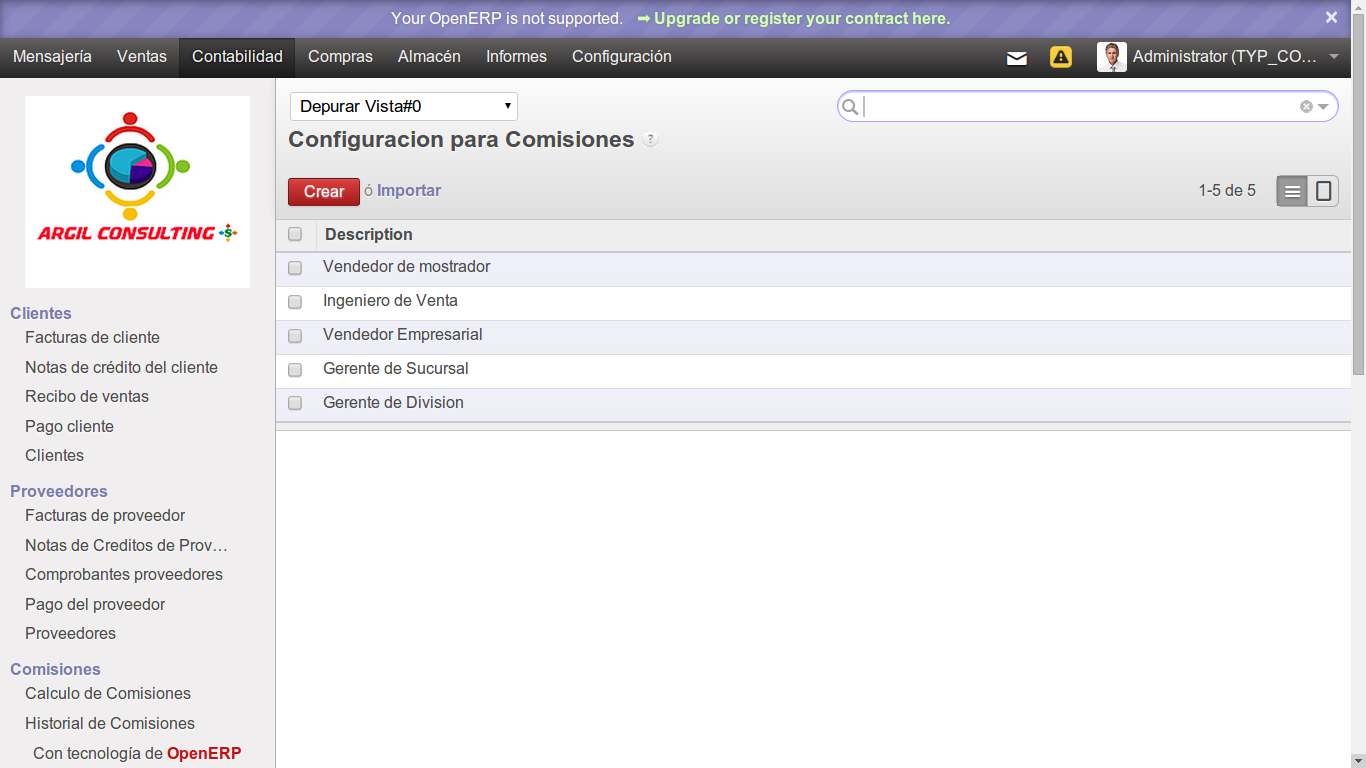 Your OpenERP is not supported. ➡ Upgrade or register your contract here. ×
Mensajería Ventas Contabilidad Compras Almacén Informes Configuración Administrator (TYP_CO...
ARGIL CONSULTING $
Clientes
Facturas de cliente
Notas de crédito del cliente
Recibo de ventas
Pago cliente
Clientes
Proveedores
Facturas de proveedor
Notas de Creditos de Prov...
Comprobantes proveedores
Pago del proveedor
Proveedores
Comisiones
Calculo de Comisiones
Historial de Comisiones
Con tecnología de OpenERP
Depurar Vista#0
Configuracion para Comisiones ?
Crear ó Importar 1-5 de 5
Description
Vendedor de mostrador
Ingeniero de Venta
Vendedor Empresarial
Gerente de Sucursal
Gerente de Division